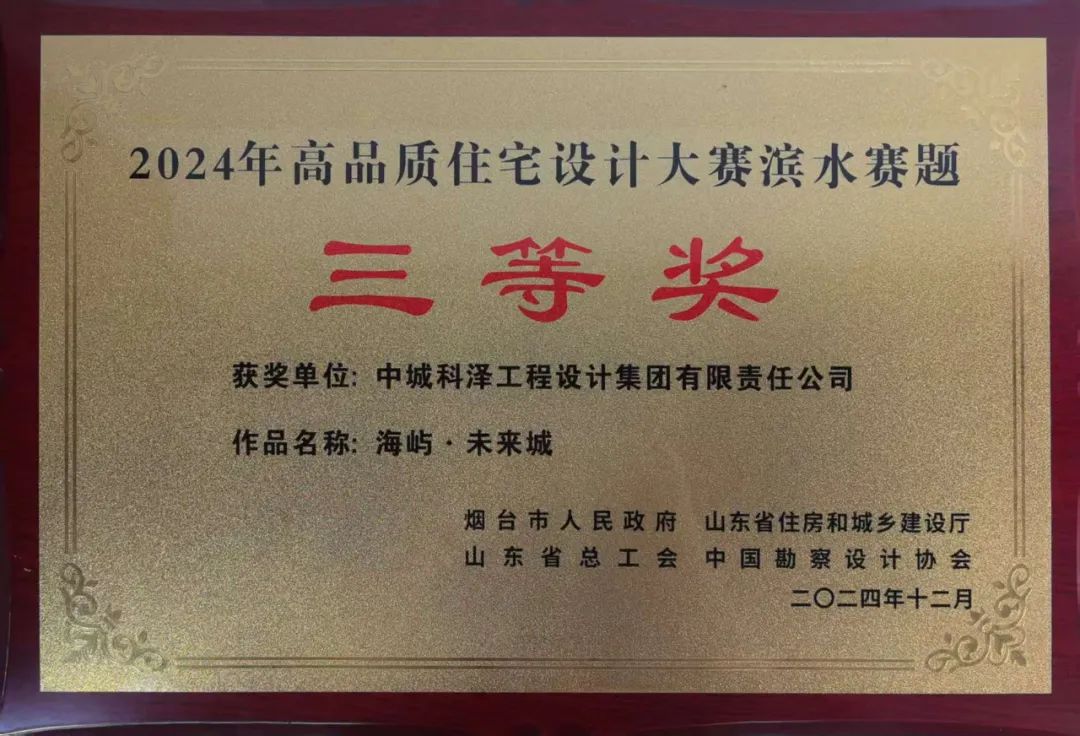 2024年高品质住宅设计大赛滨水赛题
三等奖
获奖单位: 中城科泽工程设计集团有限责任公司
作品名称: 海屿·未来城
烟台市人民政府 山东省住房和城乡建设厅
山东省总工会 中国勘察设计协会
二〇二四年十二月